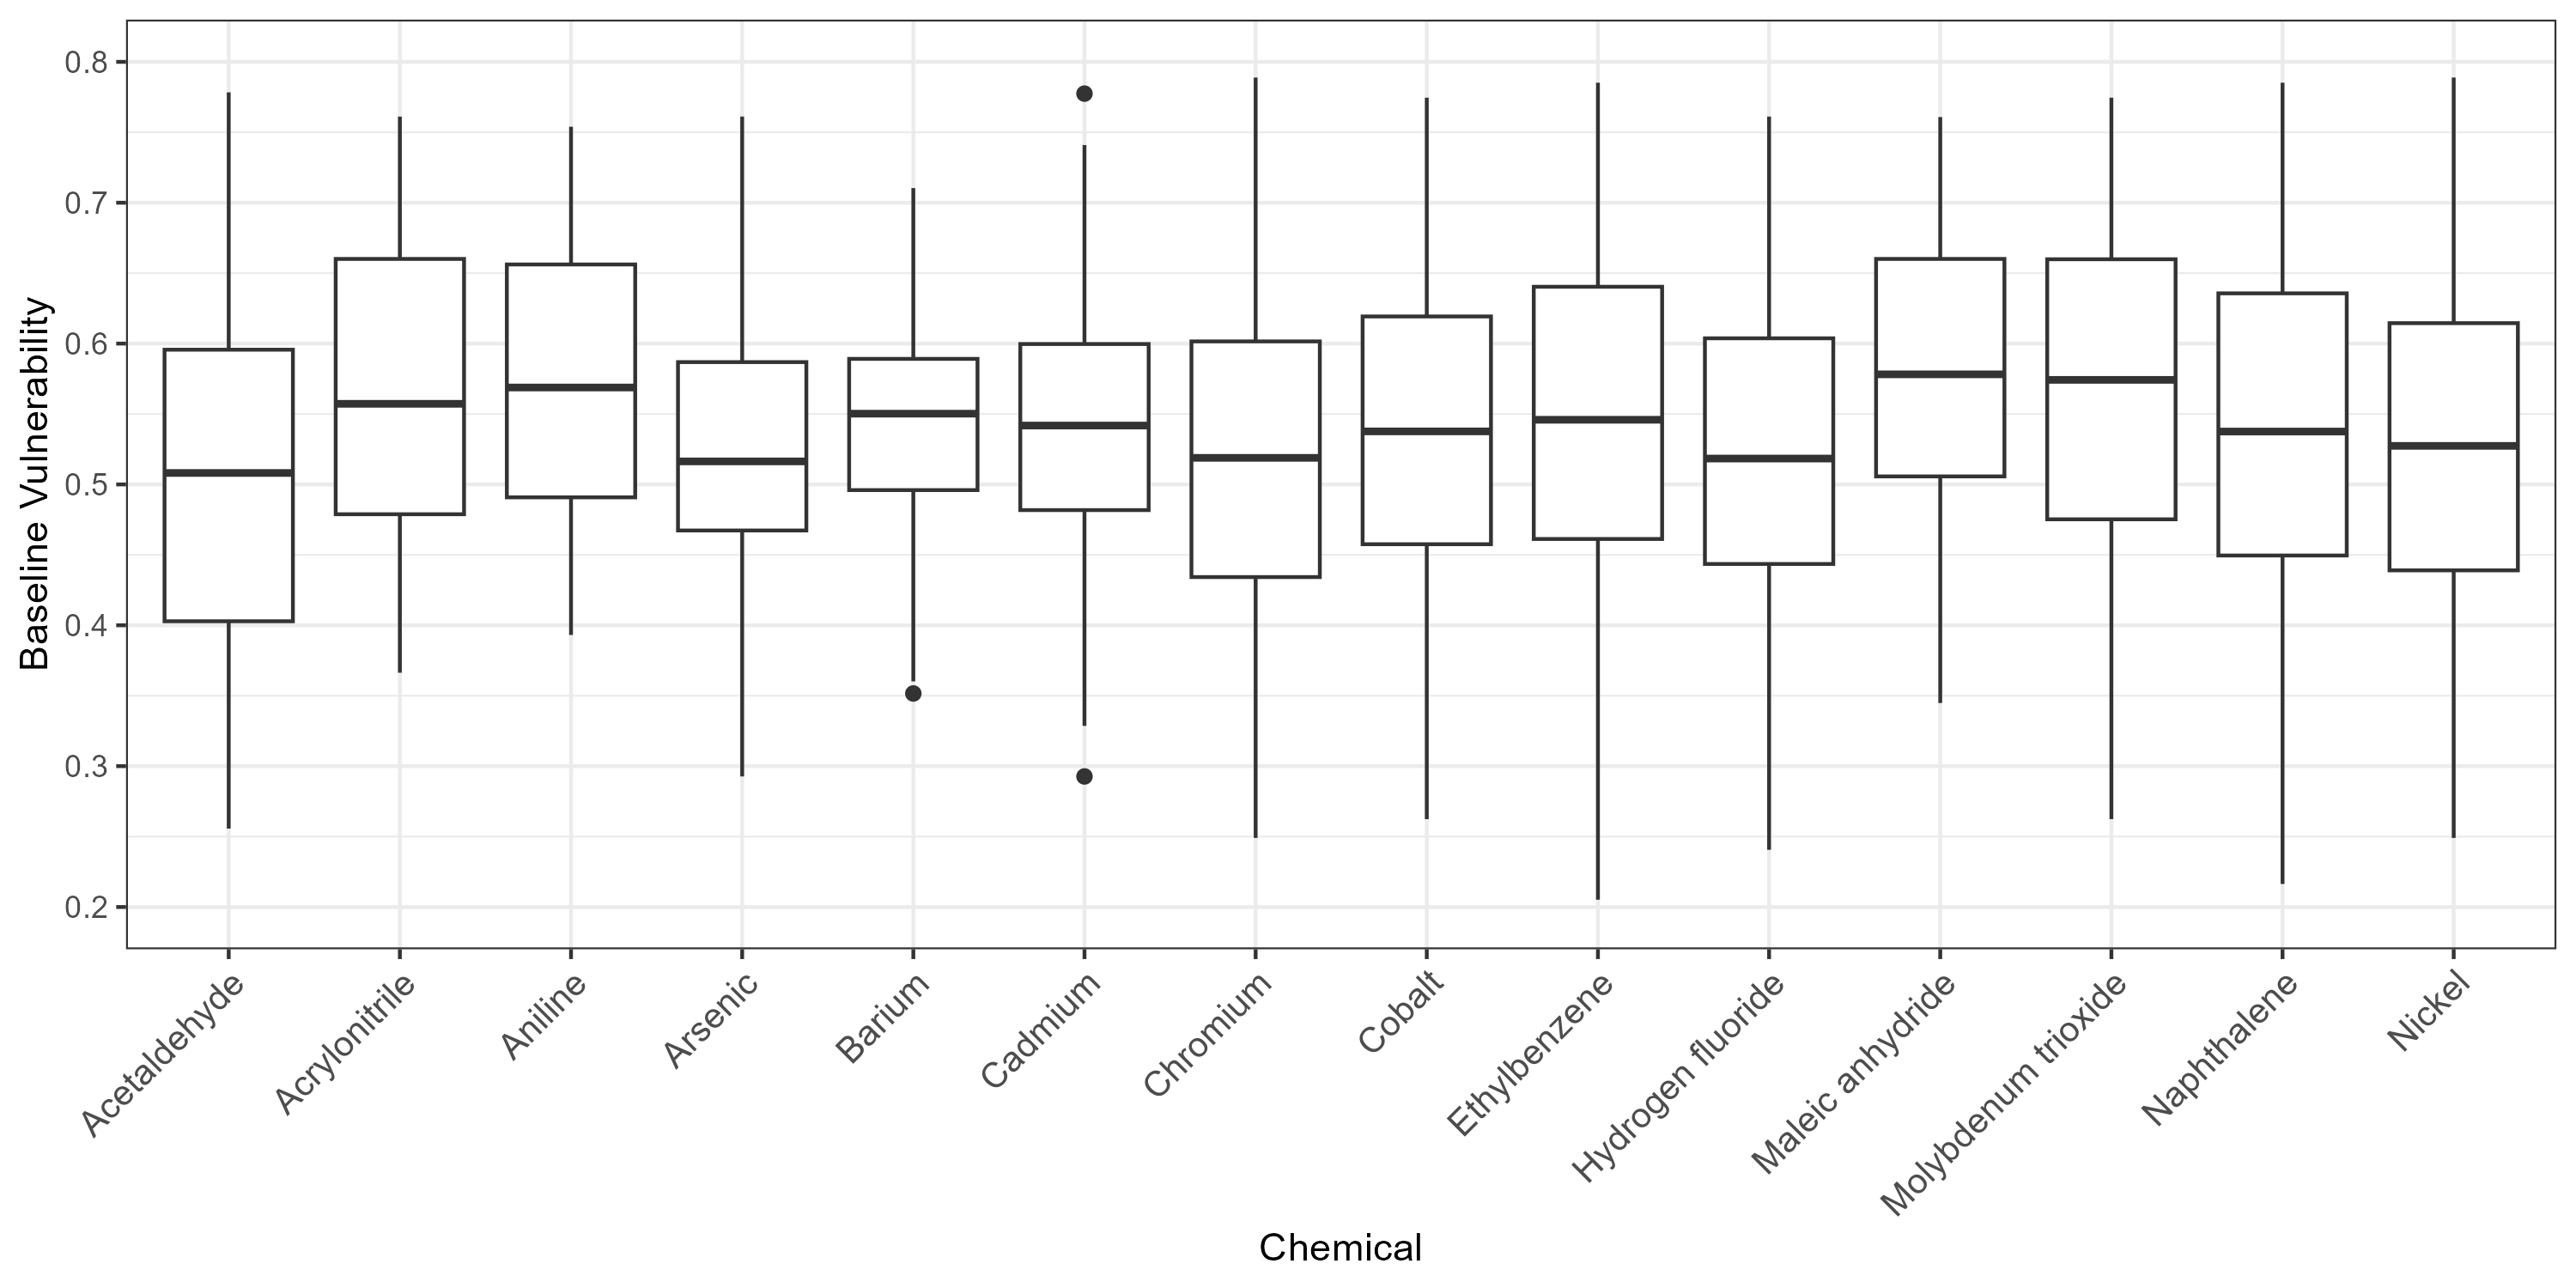 Baseline Vulnerability
0.8
0.7
0.6
0.5
0.4
0.3
0.2
Acetaldehyde
Acrylonitrile
Aniline
Arsenic
Barium
Cadmium
Chromium
Cobalt
Ethylbenzene
Hydrogen fluoride
Maleic anhydride
Molybdenum trioxide
Naphthalene
Nickel
Chemical